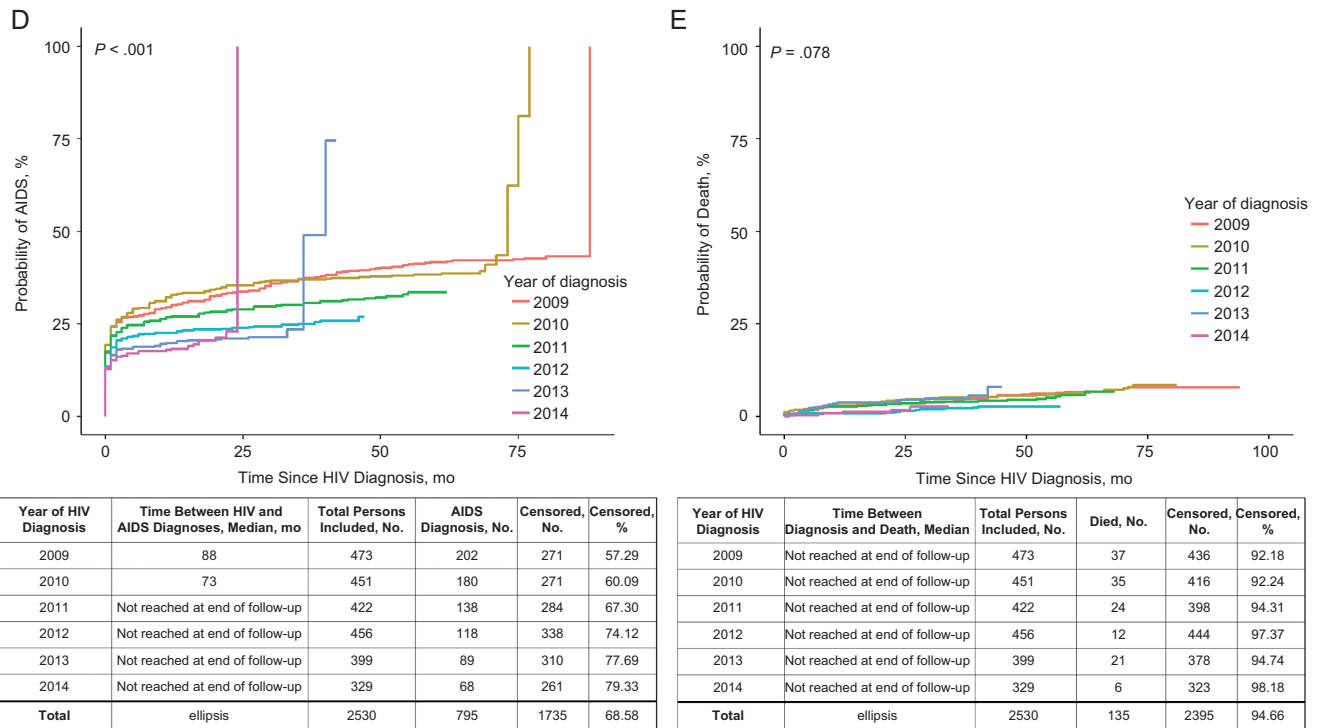 D
P < .001
100
75
50
25
0
Probability of AIDS, %
0 25 50 75
Time Since HIV Diagnosis, mo
Year of diagnosis
2009
2010
2011
2012
2013
2014
Year of HIV Diagnosis | Time Between HIV and AIDS Diagnoses, Median, mo | Total Persons Included, No. | AIDS Diagnosis, No. | Censored, No. | Censored, %
2009 88 473 202 271 57.29
2010 73 451 180 271 60.09
2011 Not reached at end of follow-up 422 138 284 67.30
2012 Not reached at end of follow-up 456 118 338 74.12
2013 Not reached at end of follow-up 399 89 310 77.69
2014 Not reached at end of follow-up 329 68 261 79.33
Total ellipsis 2530 795 1735 68.58
E
P = .078
100
75
50
25
0
Probability of Death, %
0 25 50 75 100
Time Since HIV Diagnosis, mo
Year of diagnosis
2009
2010
2011
2012
2013
2014
Year of HIV Diagnosis | Time Between Diagnosis and Death, Median | Total Persons Included, No. | Died, No. | Censored, No. | Censored, %
2009 Not reached at end of follow-up 473 37 436 92.18
2010 Not reached at end of follow-up 451 35 416 92.24
2011 Not reached at end of follow-up 422 24 398 94.31
2012 Not reached at end of follow-up 456 12 444 97.37
2013 Not reached at end of follow-up 399 21 378 94.74
2014 Not reached at end of follow-up 329 6 323 98.18
Total ellipsis 2530 135 2395 94.66